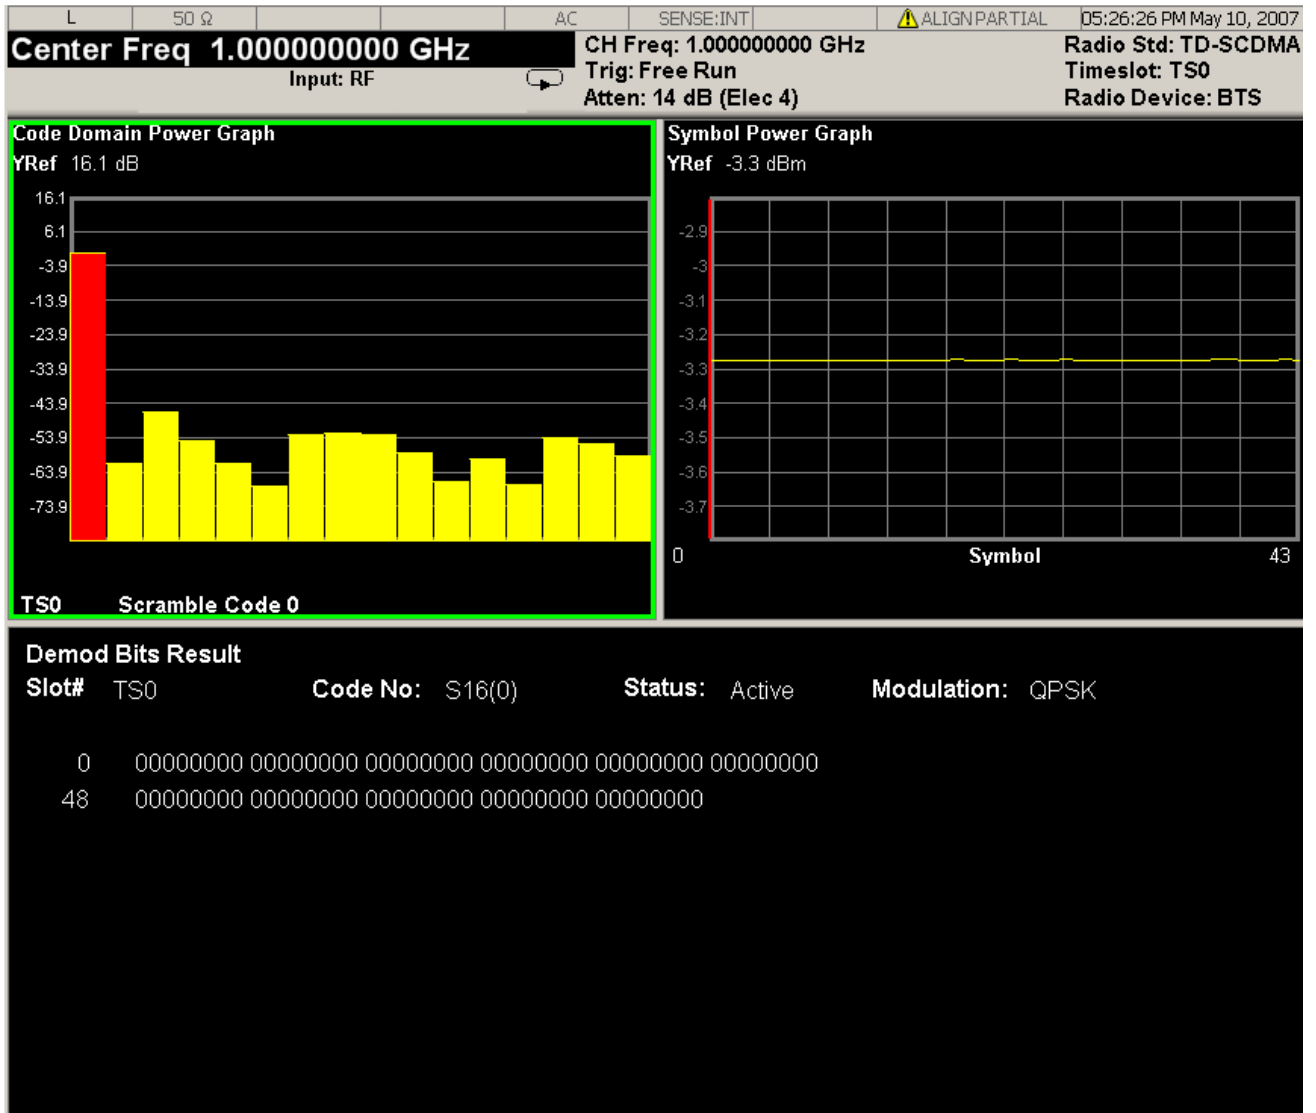 L 50 Ω AC SENSE:INT ALIGN PARTIAL 05:26:26 PM May 10, 2007
Center Freq 1.000000000 GHz
Input: RF
CH Freq: 1.000000000 GHz
Trig: Free Run
Atten: 14 dB (Elec 4)
Radio Std: TD-SCDMA
Timeslot: TS0
Radio Device: BTS
Code Domain Power Graph
YRef 16.1 dB
16.1
6.1
-3.9
-13.9
-23.9
-33.9
-43.9
-53.9
-63.9
-73.9
TS0 Scramble Code 0
Symbol Power Graph
YRef -3.3 dBm
-2.9
-3
-3.1
-3.2
-3.3
-3.4
-3.5
-3.6
-3.7
0 Symbol 43
Demod Bits Result
Slot# TS0 Code No: S16(0) Status: Active Modulation: QPSK
0 00000000 00000000 00000000 00000000 00000000 00000000
48 00000000 00000000 00000000 00000000 00000000